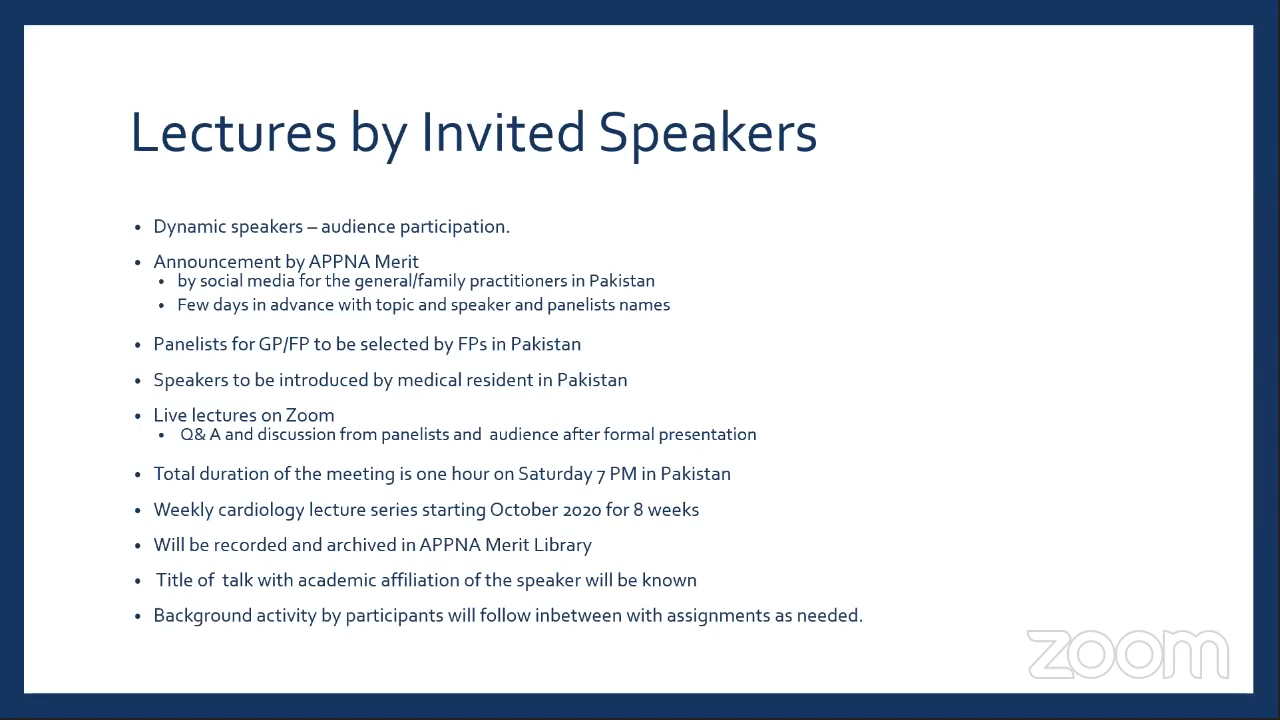 Lectures by Invited Speakers
• Dynamic speakers – audience participation.
• Announcement by APPNA Merit
• by social media for the general/family practitioners in Pakistan
• Few days in advance with topic and speaker and panelists names
• Panelists for GP/FP to be selected by FPs in Pakistan
• Speakers to be introduced by medical resident in Pakistan
• Live lectures on Zoom
• Q& A and discussion from panelists and  audience after formal presentation
• Total duration of the meeting is one hour on Saturday 7 PM in Pakistan
• Weekly cardiology lecture series starting October 2020 for 8 weeks
• Will be recorded and archived in APPNA Merit Library
• Title of  talk with academic affiliation of the speaker will be known
• Background activity by participants will follow inbetween with assignments as needed.
zoom